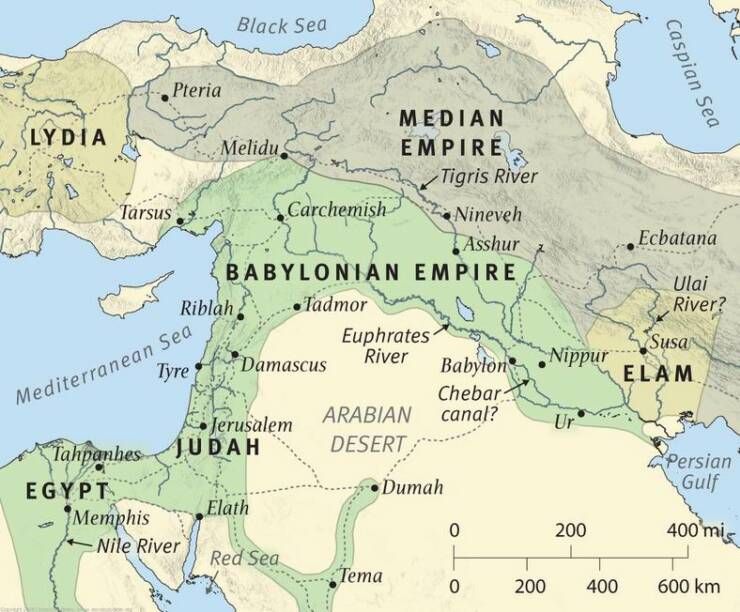 Black Sea
Caspian Sea
Pteria
LYDIA
MEDIAN
EMPIRE
Melidu
Tigris River
Tarsus
Carchemish
Nineveh
Asshur
Ecbatana
BABYLONIAN EMPIRE
Ulai
River?
Riblah
Tadmor
Mediterranean Sea
Euphrates
River
Susa
Tyre
Damascus
Babylon
Nippur
ELAM
Chebar
canal?
Jerusalem
ARABIAN
DESERT
Ur
JUDAH
Tahpanhes
Persian
Gulf
EGYPT
Dumah
Memphis
Elath
Nile River
Red Sea
Tema
0 200 400 mi
0 200 400 600 km